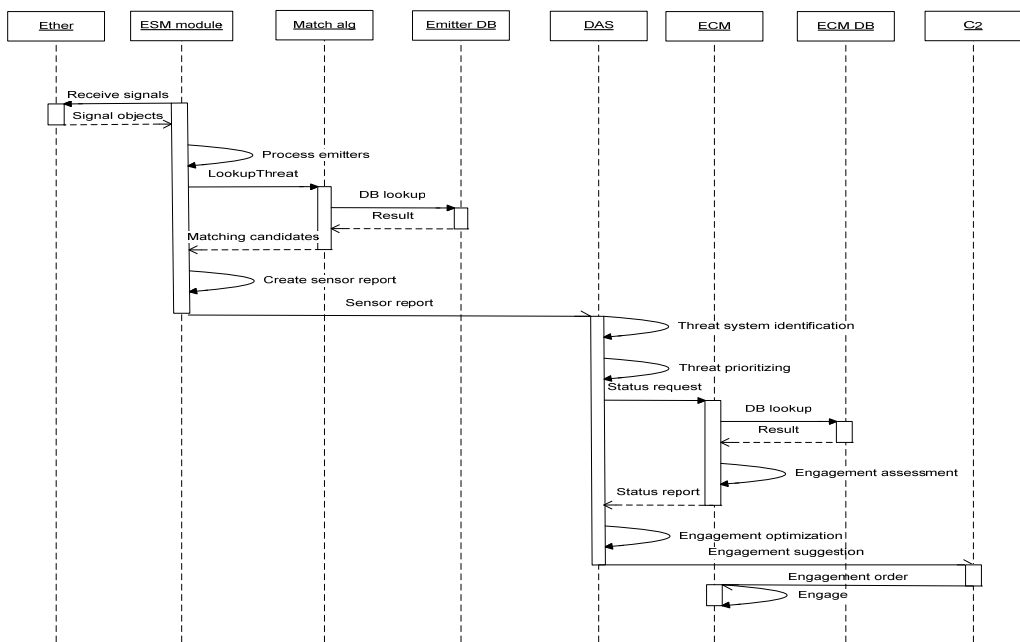 Ether
ESM module
Match alg
Emitter DB
DAS
ECM
ECM DB
C2
Receive signals
Signal objects
Process emitters
LookupThreat
DB lookup
Result
Matching candidates
Create sensor report
Sensor report
Threat system identification
Threat prioritizing
Status request
DB lookup
Result
Engagement assessment
Status report
Engagement optimization
Engagement suggestion
Engagement order
Engage